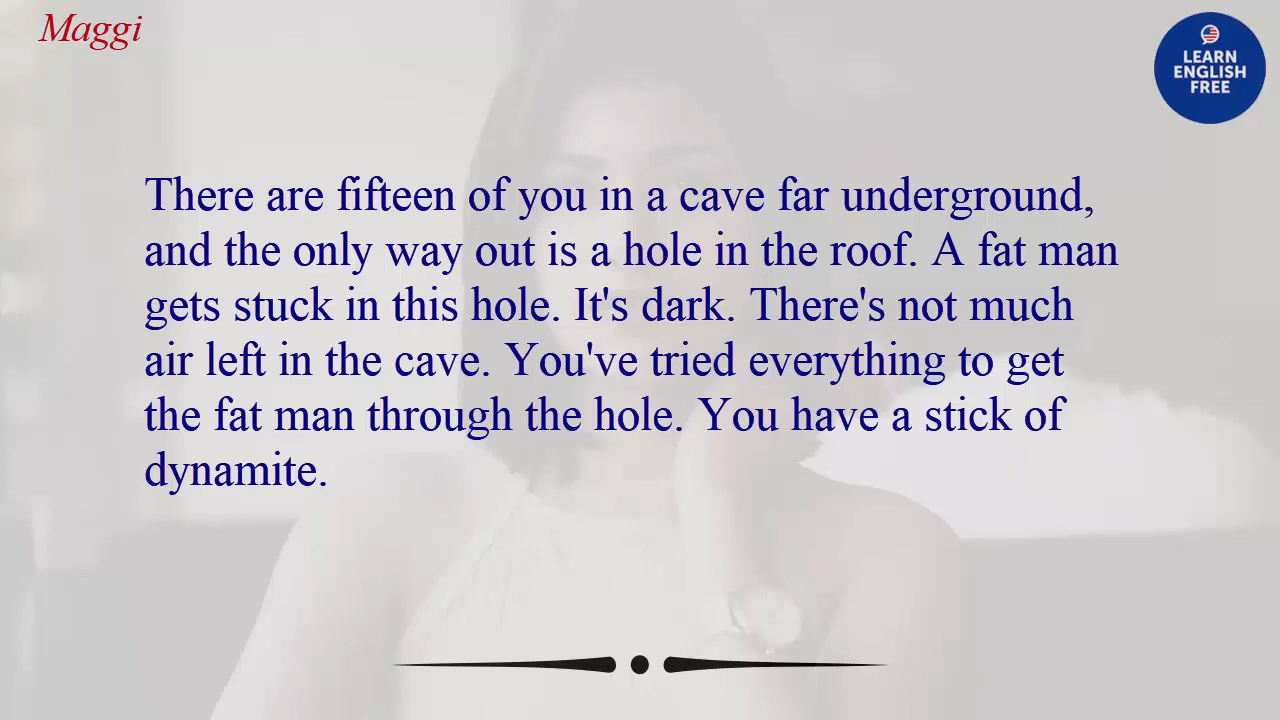 Maggi
LEARN
ENGLISH
FREE
There are fifteen of you in a cave far underground,
and the only way out is a hole in the roof. A fat man
gets stuck in this hole. It's dark. There's not much
air left in the cave. You've tried everything to get
the fat man through the hole. You have a stick of
dynamite.